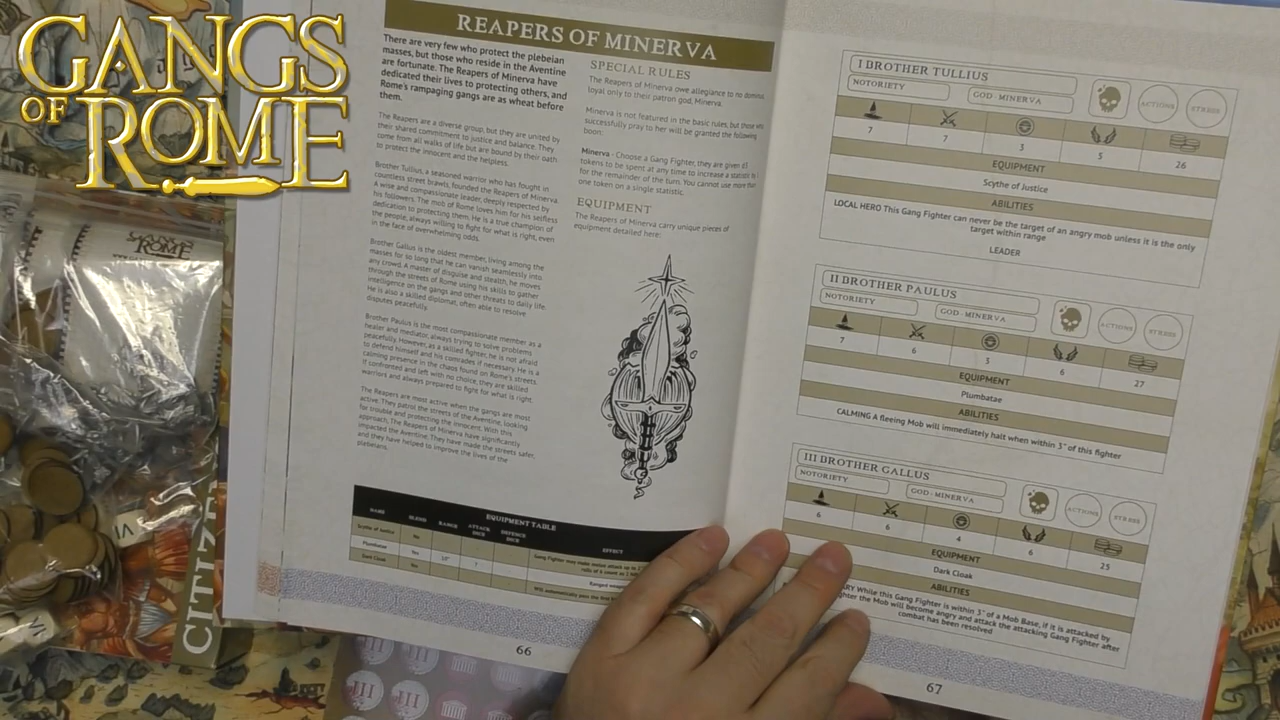 GANGS
OF ROME
REAPERS OF MINERVA
There are very few who protect the plebeian
masses, but those who reside in the Aventine
are fortunate. The Reapers of Minerva have
dedicated their lives to protecting others, and
Rome's rampaging gangs are as wheat before
them.
The Reapers are a diverse group, but they are united by
their shared commitment to justice and balance. They
come from all walks of life but are bound by their oath
to protect the innocent and the helpless.
Brother Tullius, a seasoned warrior who has fought in
countless street brawls, founded the Reapers of Minerva.
A wise and compassionate leader, deeply respected by
his followers. The mob of Rome loves him for his selfless
dedication to protecting them. He is a true champion of
the people, always willing to fight for what is right, even
in the face of overwhelming odds.
Brother Gallus is the oldest member, living among the
masses for so long that he can vanish seamlessly into
any crowd. A master of disguise and stealth, he moves
through the streets of Rome using his skills to gather
intelligence on the gangs and other threats to daily life.
He is also a skilled diplomat, often able to resolve
disputes peacefully.
Brother Paulus is the most compassionate member as a
healer and mediator, always trying to solve problems
peacefully. However, as a skilled fighter, he is not afraid
to defend himself and his comrades if necessary. He is a
calming presence in the chaos found on Rome's streets.
If confronted and left with no choice, they are skilled
warriors and always prepared to fight for what is right.
The Reapers are most active when the gangs are most
active. They patrol the streets of the Aventine, looking
for trouble and protecting the innocent. With this
approach, The Reapers of Minerva have significantly
impacted the Aventine. They have made the streets safer,
and they have helped to improve the lives of the
plebeians.
SPECIAL RULES
The Reapers of Minerva owe allegiance to no
loyal only to their patron god, Minerva.
Minerva is not featured in the basic rules, but those who
successfully pray to her will be granted the following
boon:
Minerva - Choose a Gang Fighter, they are given
tokens to be spent at any time to increase a statistic
for the remainder of the turn. You cannot use more than
one token on a single statistic.
EQUIPMENT
The Reapers of Minerva carry unique pieces of
equipment detailed here:
EQUIPMENT TABLE
NAME RANGE ATTACK DICE DEFENCE DICE EFFECT
Scythe of Justice No Gang Fighter may make
Plumbatae Yes Ranged
Dark Cloak Yes Will automatically pass the first
66
I BROTHER TULLIUS
NOTORIETY GOD - MINERVA ACTIONS STRESS
7 7 3 5 26
EQUIPMENT
Scythe of Justice
ABILITIES
LOCAL HERO This Gang Fighter can never be the target of an angry mob unless it is the only
target within range
LEADER
II BROTHER PAULUS
NOTORIETY GOD - MINERVA ACTIONS STRESS
7 6 3 6 27
EQUIPMENT
Plumbatae
ABILITIES
CALMING A fleeing Mob will immediately halt when within 3" of this fighter
III BROTHER GALLUS
NOTORIETY GOD - MINERVA ACTIONS STRESS
6 6 4 6 25
EQUIPMENT
Dark Cloak
ABILITIES
While this Gang Fighter is within 3" of a Mob Base, if it is attacked by
the Mob will become angry and attack the attacking Gang Fighter after
combat has been resolved
67
ROME
III
III